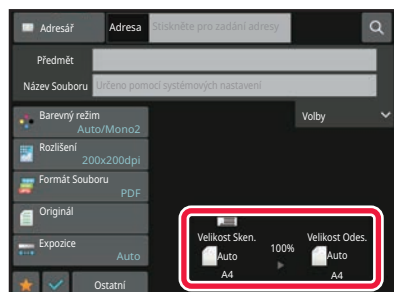 Adresář Adresa Stiskněte pro zadání adresy
Předmět
Název Souboru Určeno pomocí systémových nastavení
Barevný režim Volby
Auto/Mono2
Rozlišení
200x200dpi
Formát Souboru
PDF
Originál
Velikost Sken. 100% Velikost Odes.
Expozice
Auto Auto Auto
A4 A4
Ostatní